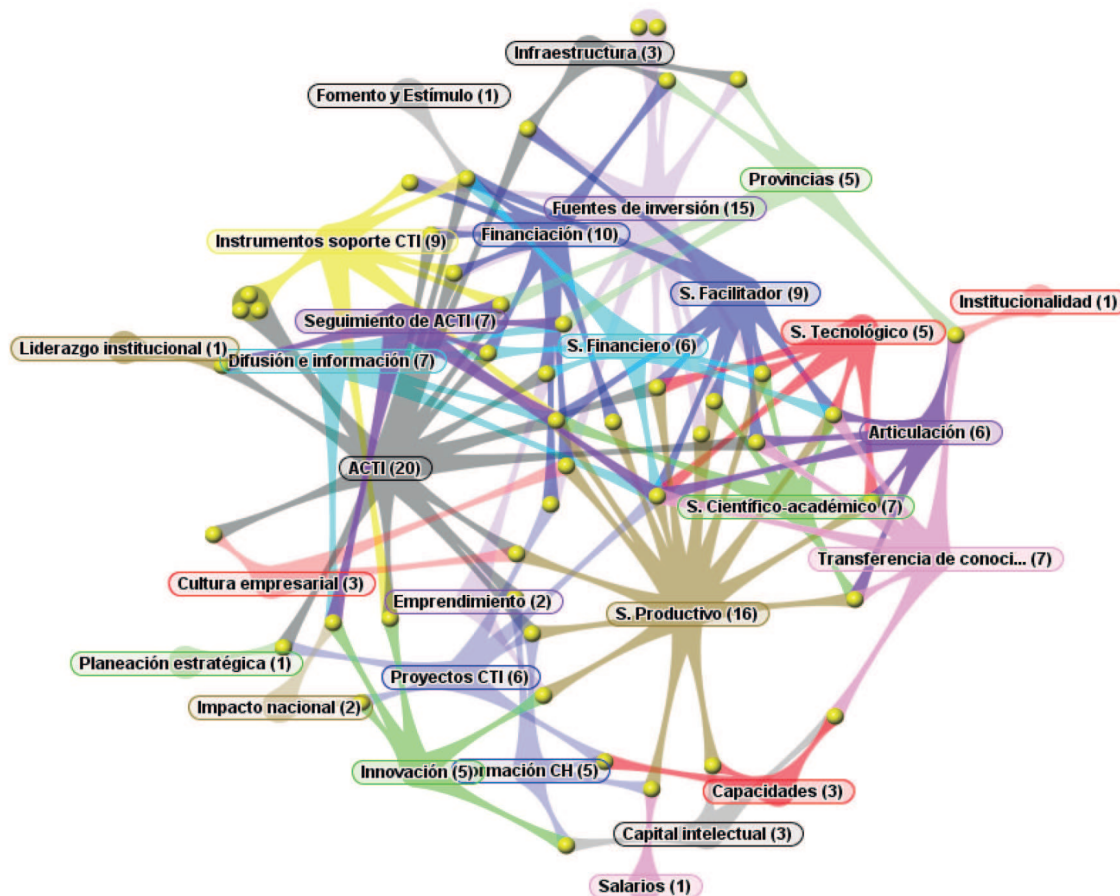 Infraestructura (3)
Fomento y Estímulo (1)
Provincias (5)
Fuentes de inversión (15)
Financiación (10)
Instrumentos soporte CTI (9)
S. Facilitador (9)
Institucionalidad (1)
Seguimiento de ACTI (7)
S. Tecnológico (5)
Liderazgo institucional (1)
Difusión e información (7)
S. Financiero (6)
Articulación (6)
ACTI (20)
S. Científico-académico (7)
Transferencia de conoci... (7)
Cultura empresarial (3)
Emprendimiento (2)
S. Productivo (16)
Planeación estratégica (1)
Proyectos CTI (6)
Impacto nacional (2)
Innovación (5)
ormación CH (5)
Capacidades (3)
Capital intelectual (3)
Salarios (1)